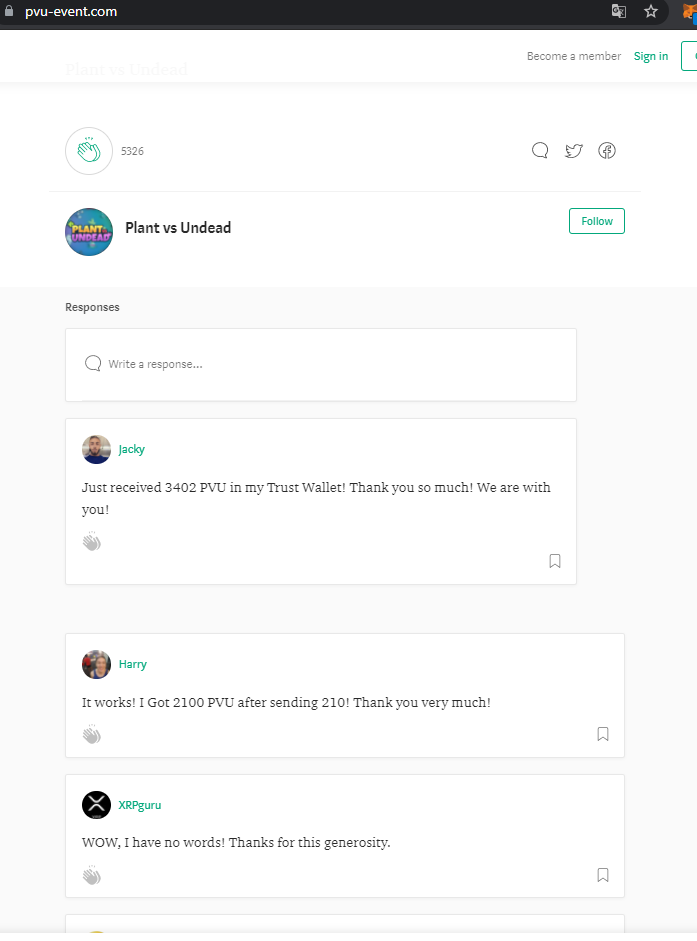 pvu-event.com
Plant vs Undead
Become a member Sign in
5326
PLANT
UNDEAD
Plant vs Undead
Follow
Responses
Write a response...
Jacky
Just received 3402 PVU in my Trust Wallet! Thank you so much! We are with
you!
Harry
It works! I Got 2100 PVU after sending 210! Thank you very much!
XRPguru
WOW, I have no words! Thanks for this generosity.